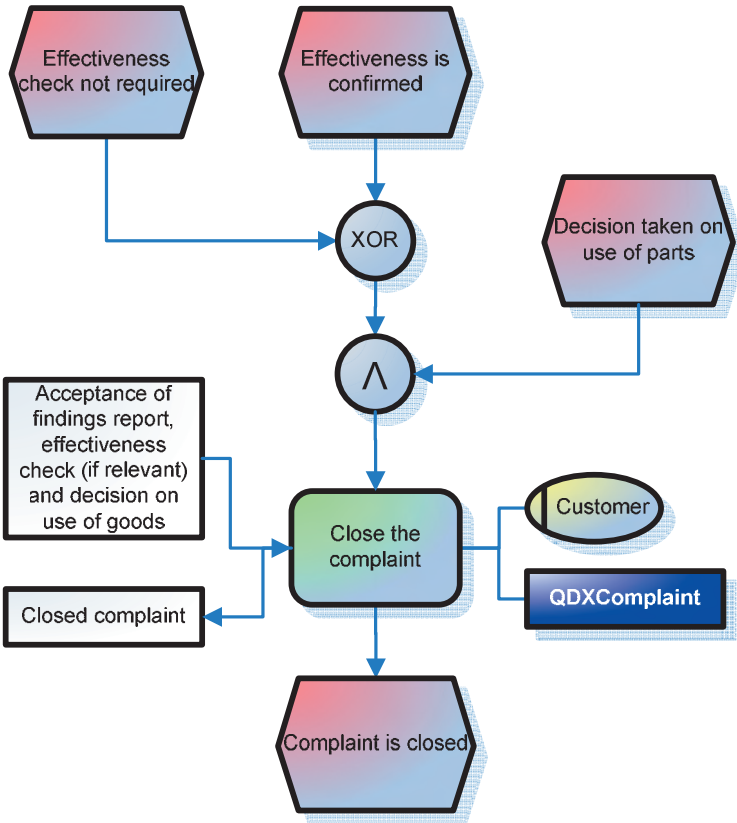 Effectiveness
check not required
Effectiveness is
confirmed
XOR
Decision taken on
use of parts
Λ
Acceptance of
findings report,
effectiveness
check (if relevant)
and decision on
use of goods
Close the
complaint
Customer
QDXComplaint
Closed complaint
Complaint is closed